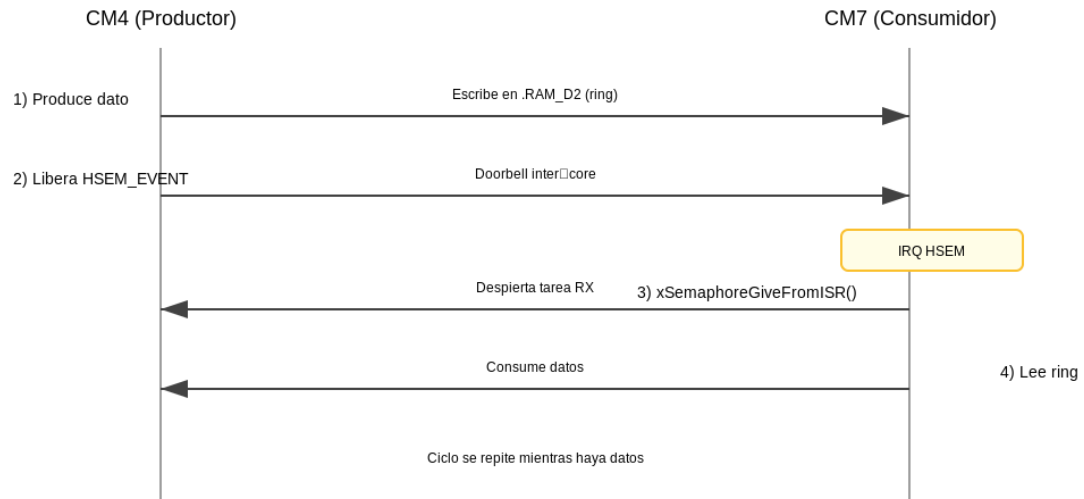 CM4 (Productor)
CM7 (Consumidor)
1) Produce dato
Escribe en .RAM_D2 (ring)
2) Libera HSEM_EVENT
Doorbell inter□core
IRQ HSEM
Despierta tarea RX
3) xSemaphoreGiveFromISR()
Consume datos
4) Lee ring
Ciclo se repite mientras haya datos